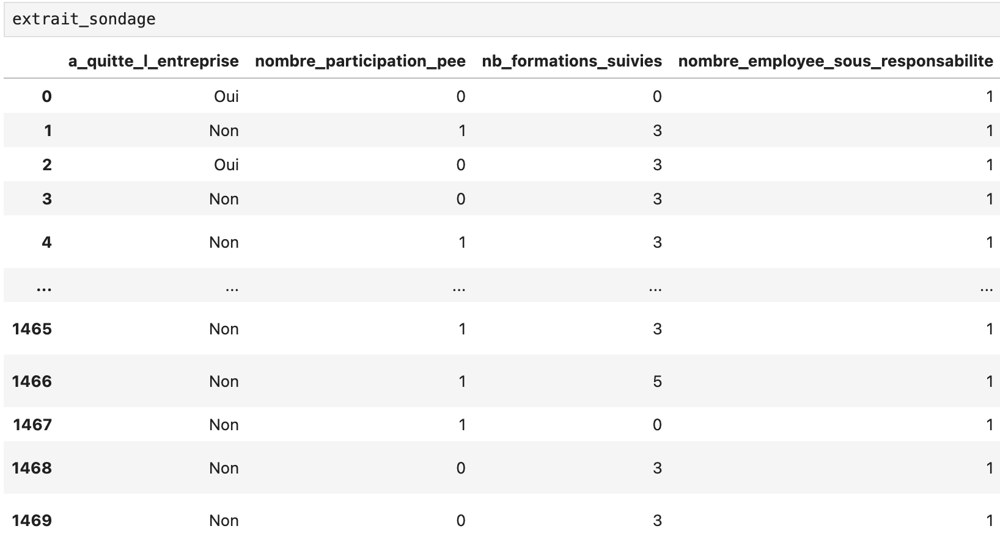 extrait_sondage
a_quitte_l_entreprise nombre_participation_pee nb_formations_suivies nombre_employee_sous_responsabilite
0 Oui 0 0 1
1 Non 1 3 1
2 Oui 0 3 1
3 Non 0 3 1
4 Non 1 3 1
... ... ... ... ...
1465 Non 1 3 1
1466 Non 1 5 1
1467 Non 1 0 1
1468 Non 0 3 1
1469 Non 0 3 1